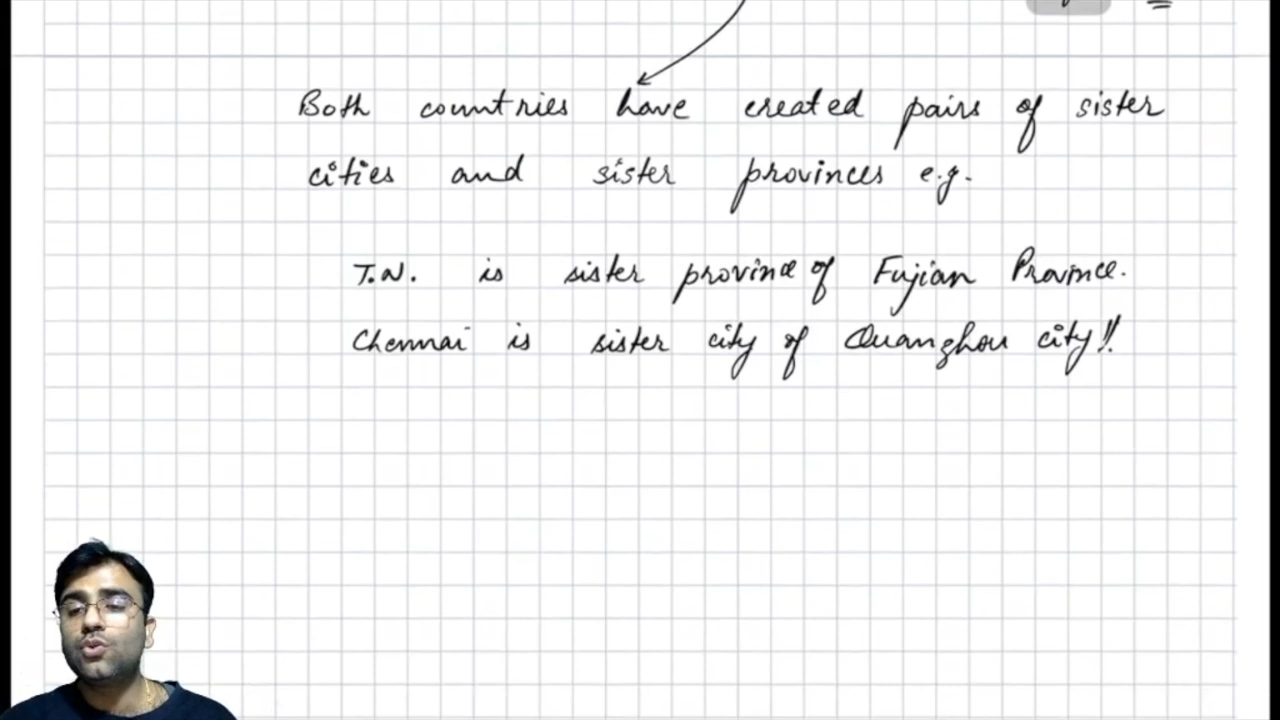 Both countries have created pairs of sister
cities and sister provinces e.g.
T.N. is sister province of Fujian Province.
Chennai is sister city of Quanghou city!!